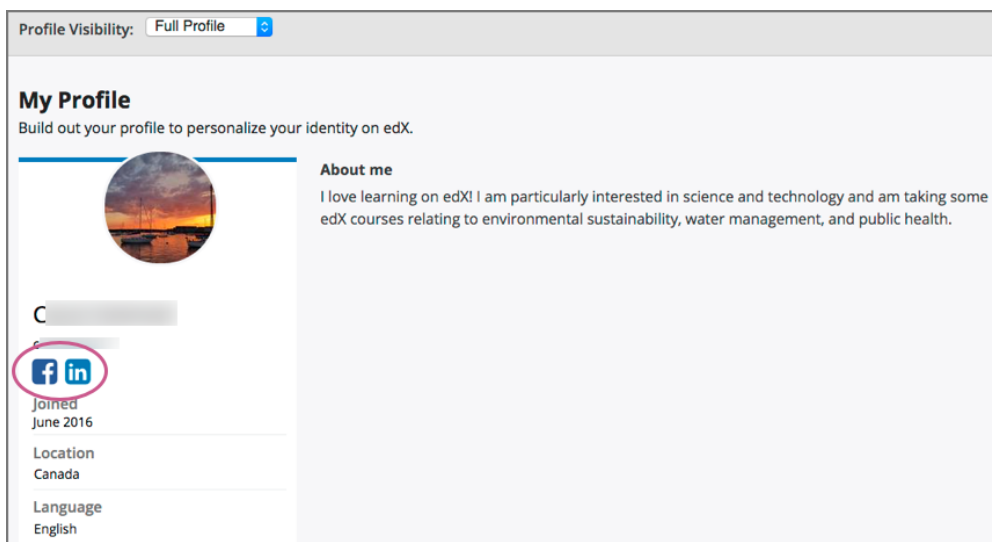 Profile Visibility: Full Profile
My Profile
Build out your profile to personalize your identity on edX.
About me
I love learning on edX! I am particularly interested in science and technology and am taking some
edX courses relating to environmental sustainability, water management, and public health.
C
f in
Joined
June 2016
Location
Canada
Language
English